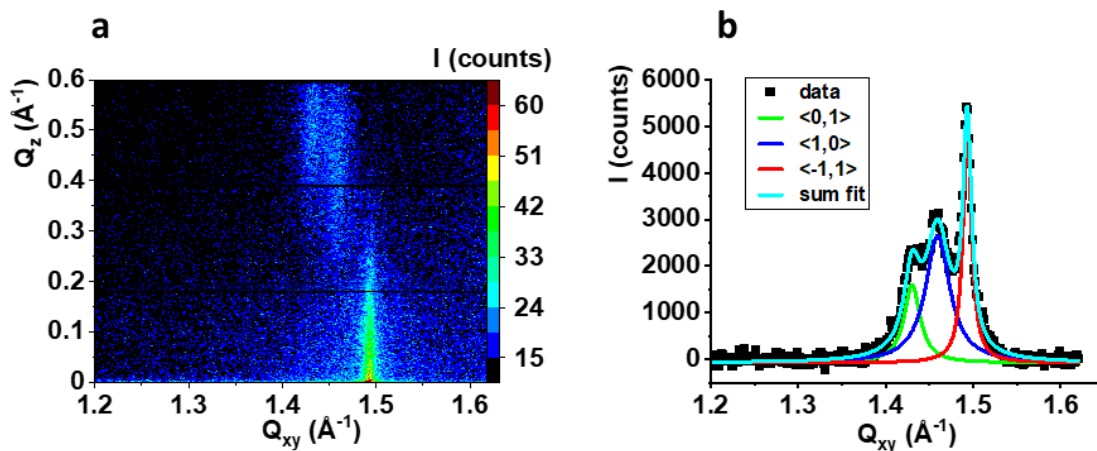 a
I (counts)
60
51
42
33
24
15
Q_z (Å⁻¹)
0.6
0.5
0.4
0.3
0.2
0.1
0
1.2 1.3 1.4 1.5 1.6
Q_xy (Å⁻¹)
b
I (counts)
6000
5000
4000
3000
2000
1000
0
data
<0,1>
<1,0>
<-1,1>
sum fit
1.2 1.3 1.4 1.5 1.6
Q_xy (Å⁻¹)